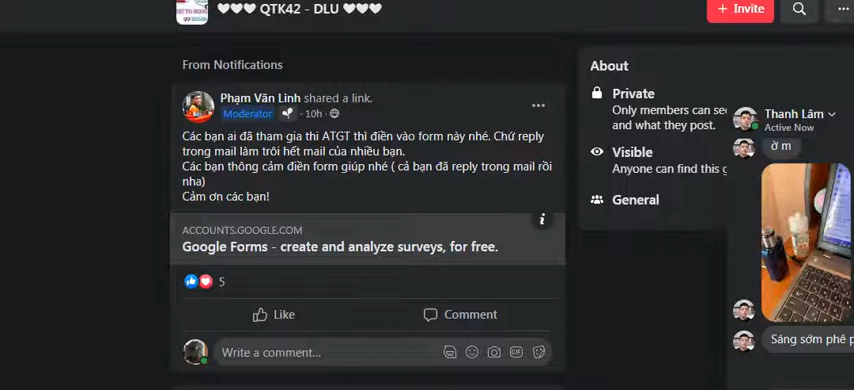 ♥♥♥ QTK42 - DLU ♥♥♥
+ Invite
From Notifications
Phạm Văn Linh shared a link.
Moderator · 10h ·
Các bạn ai đã tham gia thi ATGT thì điền vào form này nhé. Chứ reply
trong mail làm trôi hết mail của nhiều bạn.
Các bạn thông cảm điền form giúp nhé ( cả bạn đã reply trong mail rồi
nha)
Cảm ơn các bạn!
ACCOUNTS.GOOGLE.COM
Google Forms - create and analyze surveys, for free.
5
Like
Comment
Write a comment...
GIF
About
Private
Only members can see
and what they post.
Visible
Anyone can find this g
General
Thanh Lâm
Active Now
ờ m
Sáng sớm phê p